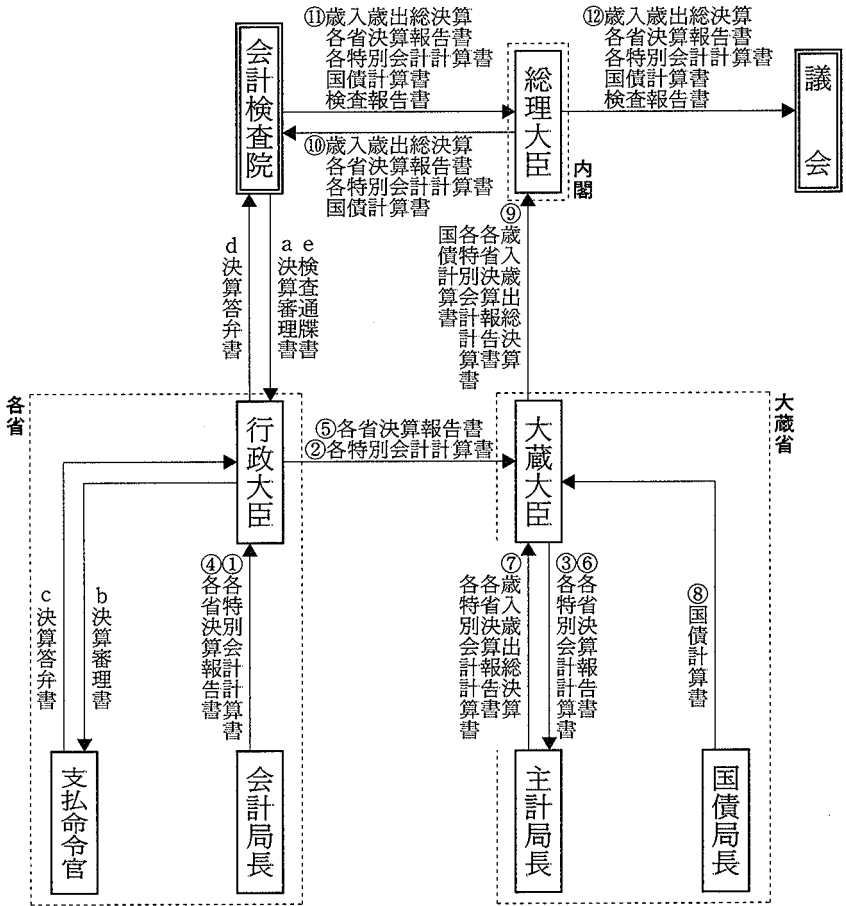 ⑪歳入歳出総決算
各省決算報告書
各特別会計計算書
国債計算書
検査報告書
⑫歳入歳出総決算
各省決算報告書
各特別会計計算書
国債計算書
検査報告書
会計検査院
総理大臣
議会
内閣
⑩歳入歳出総決算
各省決算報告書
各特別会計計算書
国債計算書
⑨歳入歳出総決算
各省決算報告書
各特別会計計算書
国債計算書
d決算答弁書
e検査通牒書
a決算審理書
各省
大蔵省
行政大臣
⑤各省決算報告書
②各特別会計計算書
大蔵大臣
c決算答弁書
b決算審理書
①各特別会計計算書
④各省決算報告書
⑦歳入歳出総決算
各省決算報告書
各特別会計計算書
⑥各省決算報告書
③各特別会計計算書
⑧国債計算書
支払命令官
会計局長
主計局長
国債局長